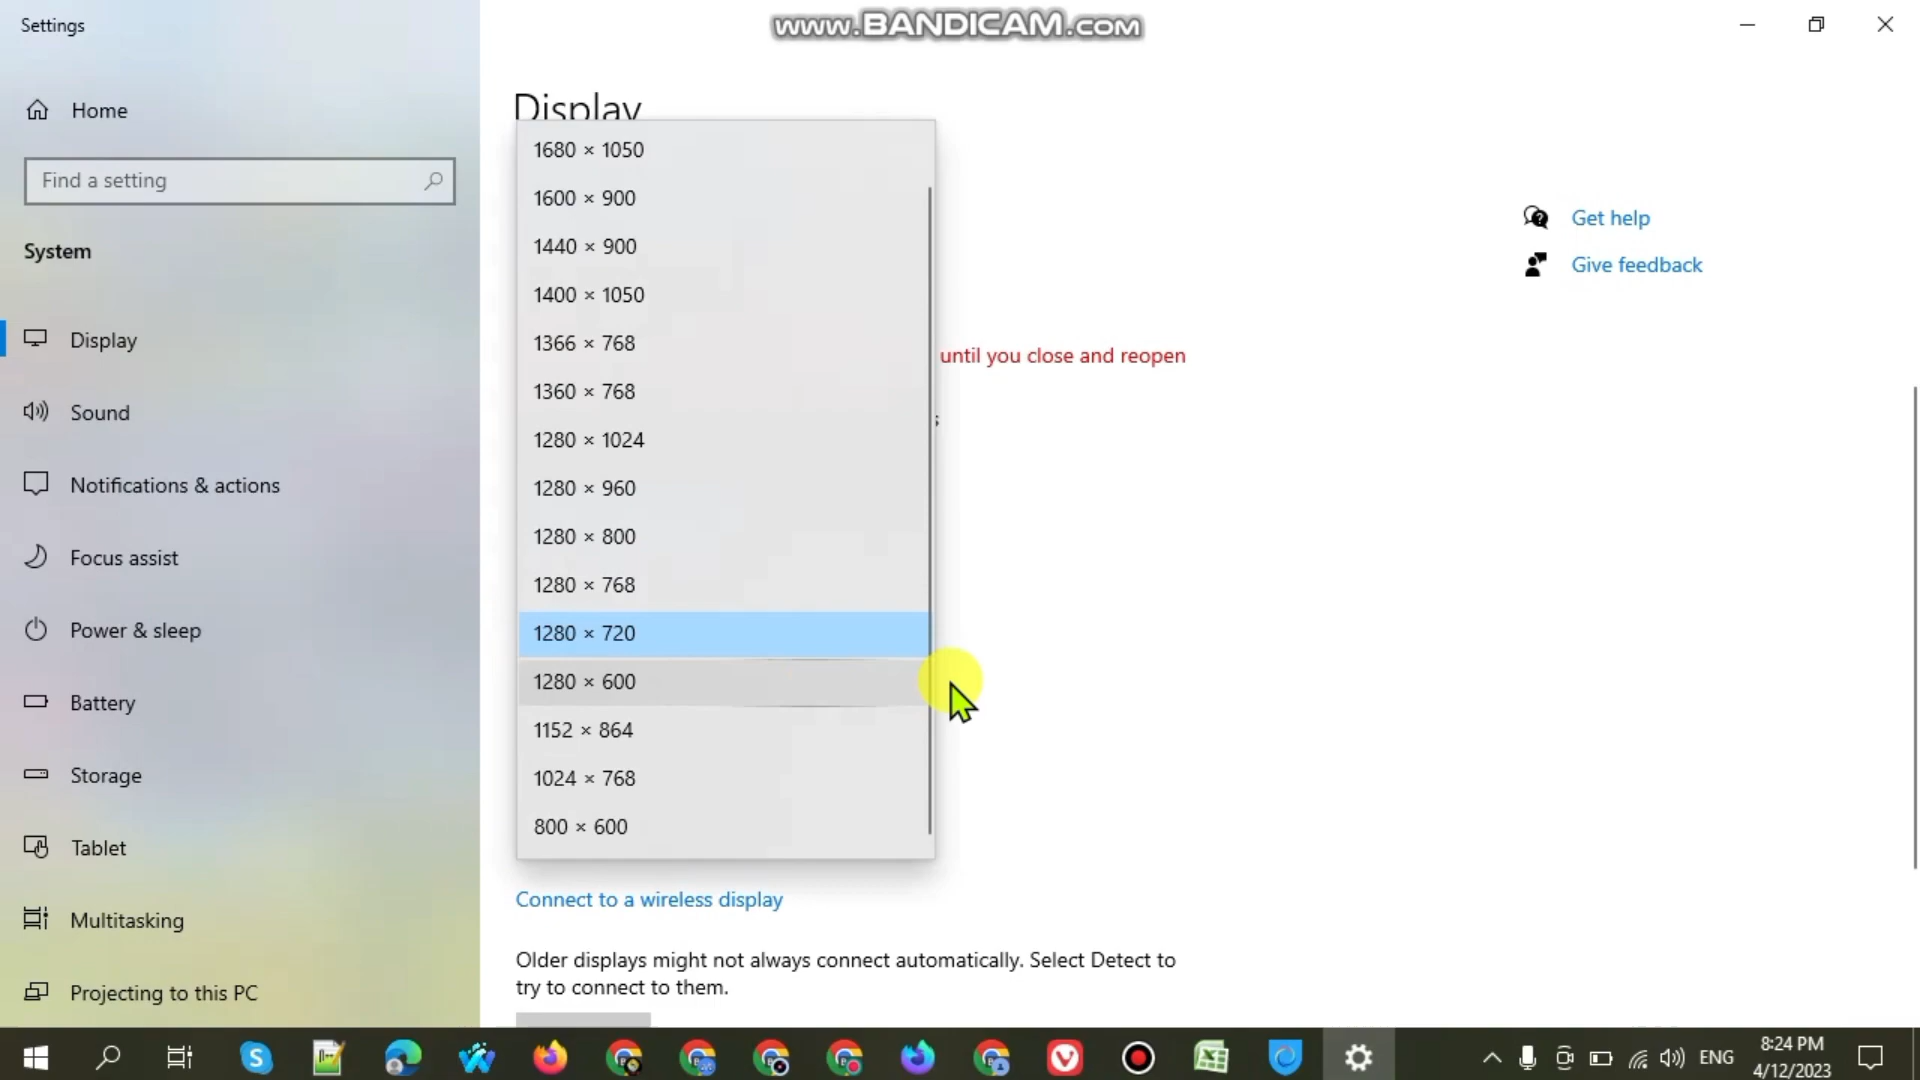 Settings
www.BANDICAM.com
Home
Find a setting
System
Display
Sound
Notifications & actions
Focus assist
Power & sleep
Battery
Storage
Tablet
Multitasking
Projecting to this PC
Display
1680 × 1050
1600 × 900
1440 × 900
1400 × 1050
1366 × 768
1360 × 768
1280 × 1024
1280 × 960
1280 × 800
1280 × 768
1280 × 720
1280 × 600
1152 × 864
1024 × 768
800 × 600
until you close and reopen
Connect to a wireless display
Older displays might not always connect automatically. Select Detect to
try to connect to them.
Get help
Give feedback
ENG
8:24 PM
4/12/2023